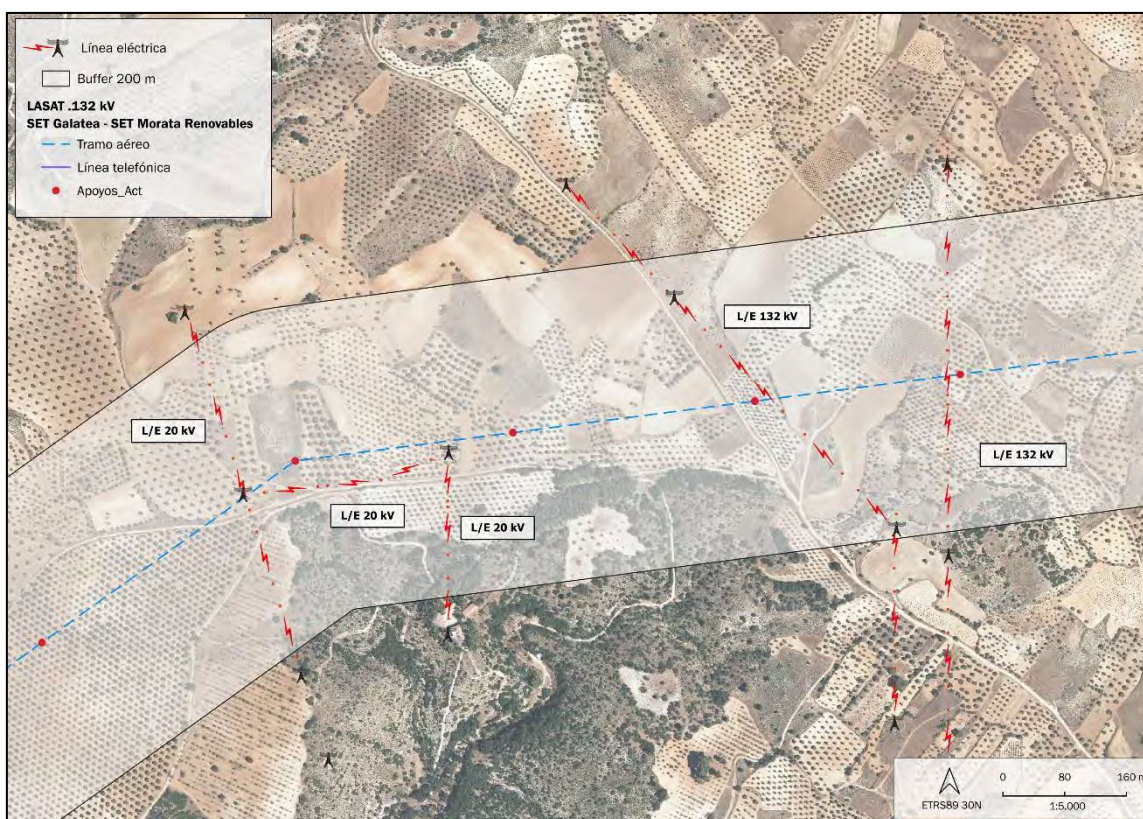 Línea eléctrica
Buffer 200 m
LASAT .132 kV
SET Galatea - SET Morata Renovables
Tramo aéreo
Línea telefónica
Apoyos_Act
L/E 132 kV
L/E 20 kV
L/E 132 kV
L/E 20 kV
L/E 20 kV
ETRS89 30N
0 80 160 m
1:5.000